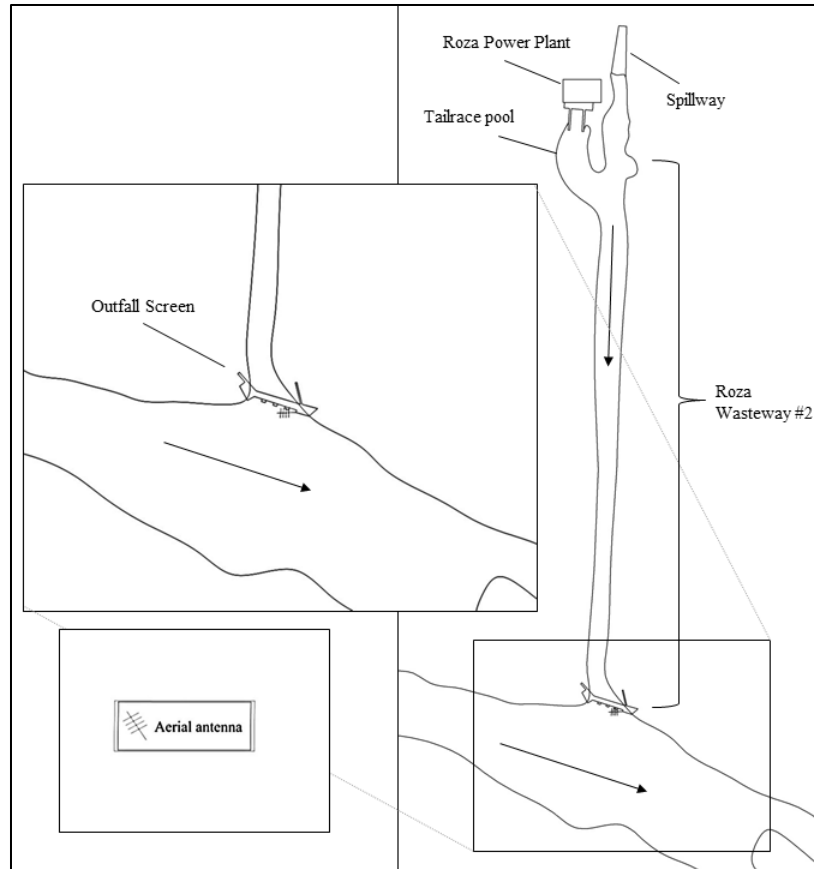 Roza Power Plant
Spillway
Tailrace pool
Outfall Screen
Roza
Wasteway #2
Aerial antenna